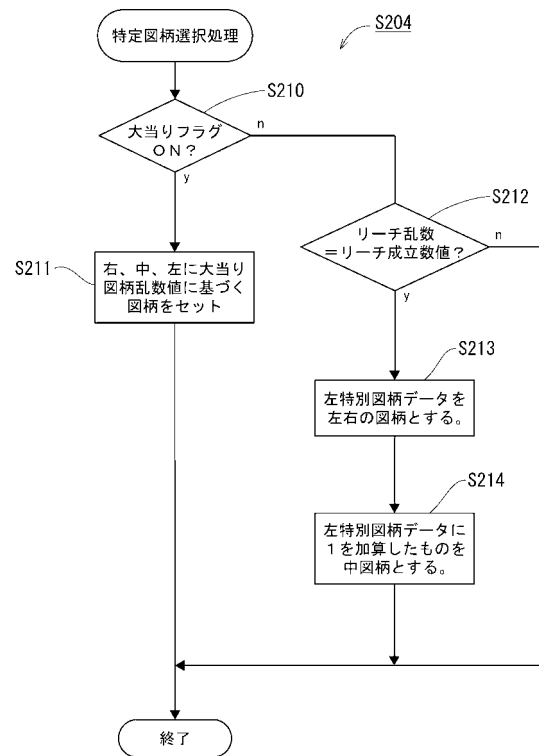 特定図柄選択処理
S204
S210
大当りフラグ
ON?
n
y
S212
リーチ乱数
=リーチ成立数値?
n
y
S211
右、中、左に大当り
図柄乱数値に基づく
図柄をセット
S213
左特別図柄データを
左右の図柄とする。
S214
左特別図柄データに
1を加算したものを
中図柄とする。
終了